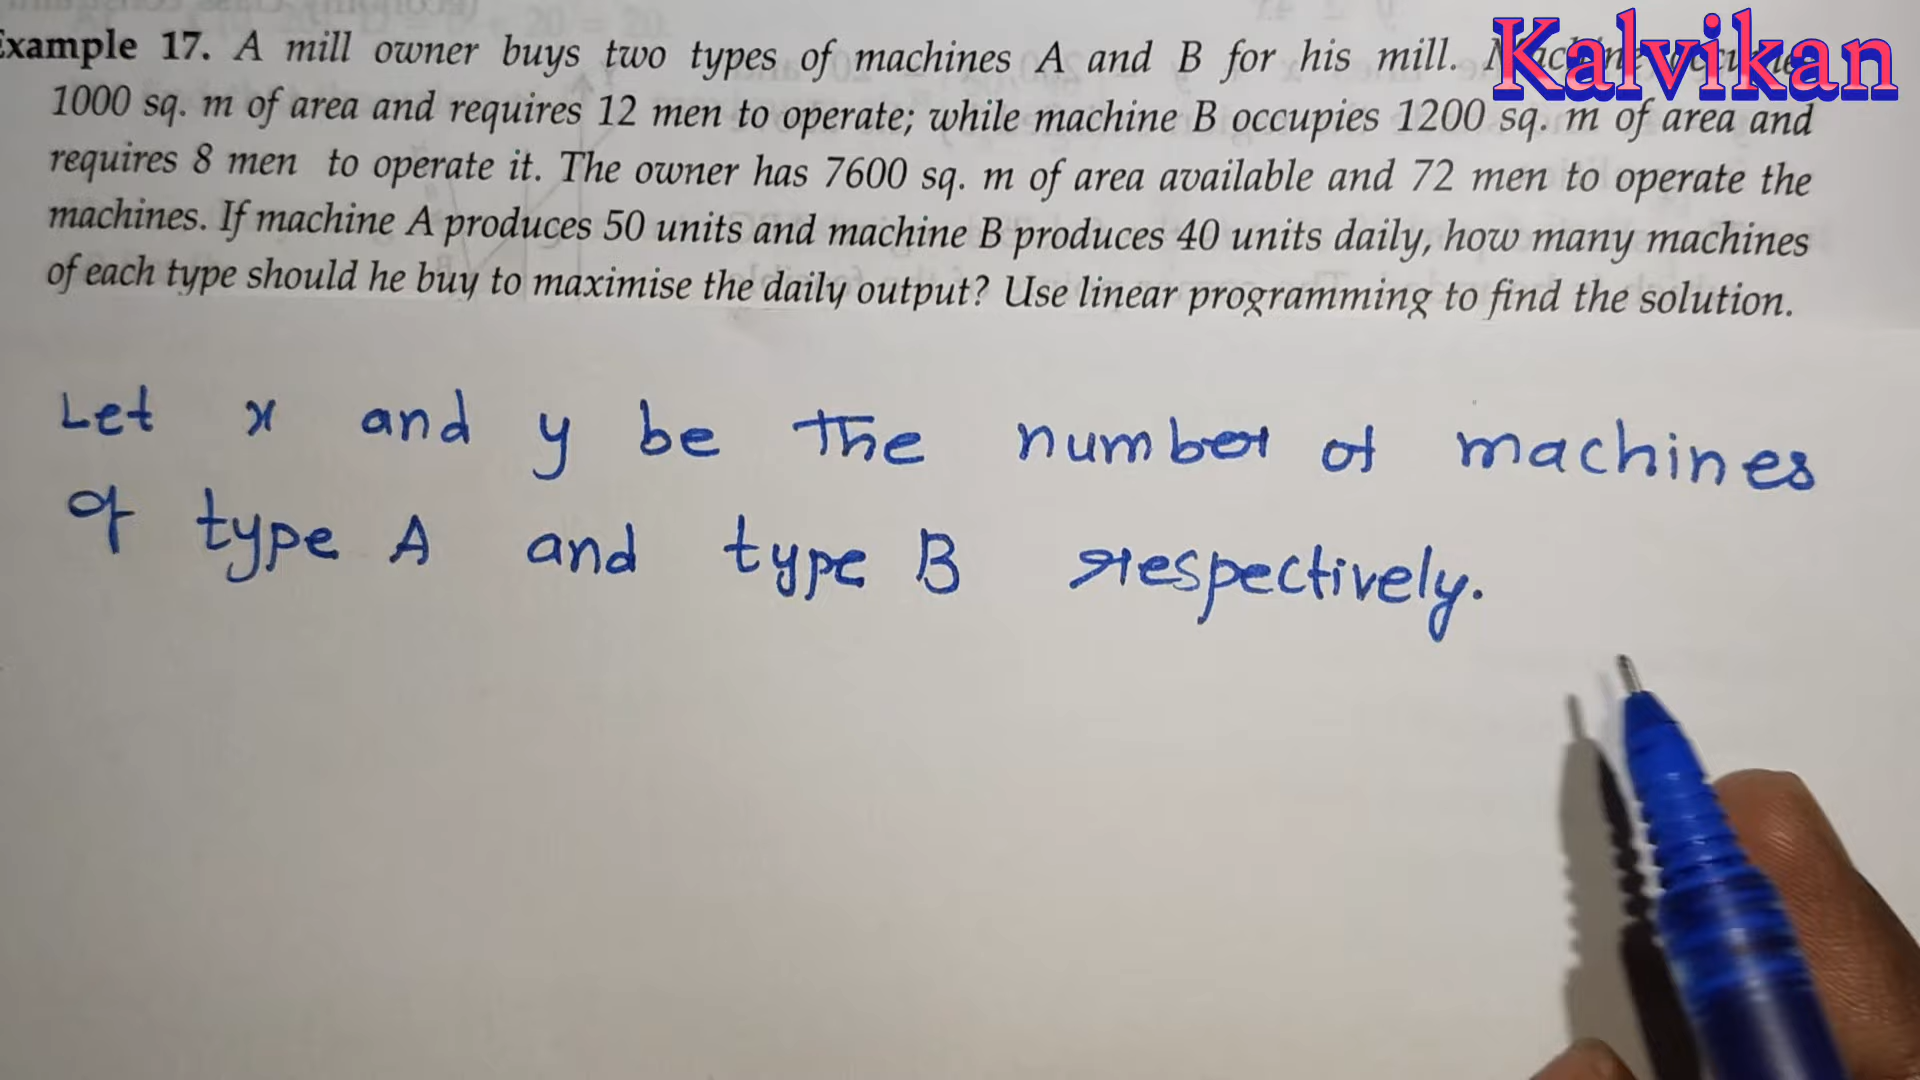 Example 17. A mill owner buys two types of machines A and B for his mill.
Kalvikan
1000 sq. m of area and requires 12 men to operate; while machine B occupies 1200 sq. m of area and
requires 8 men to operate it. The owner has 7600 sq. m of area available and 72 men to operate the
machines. If machine A produces 50 units and machine B produces 40 units daily, how many machines
of each type should he buy to maximise the daily output? Use linear programming to find the solution.
Let x and y be the number of machines
of type A and type B respectively.